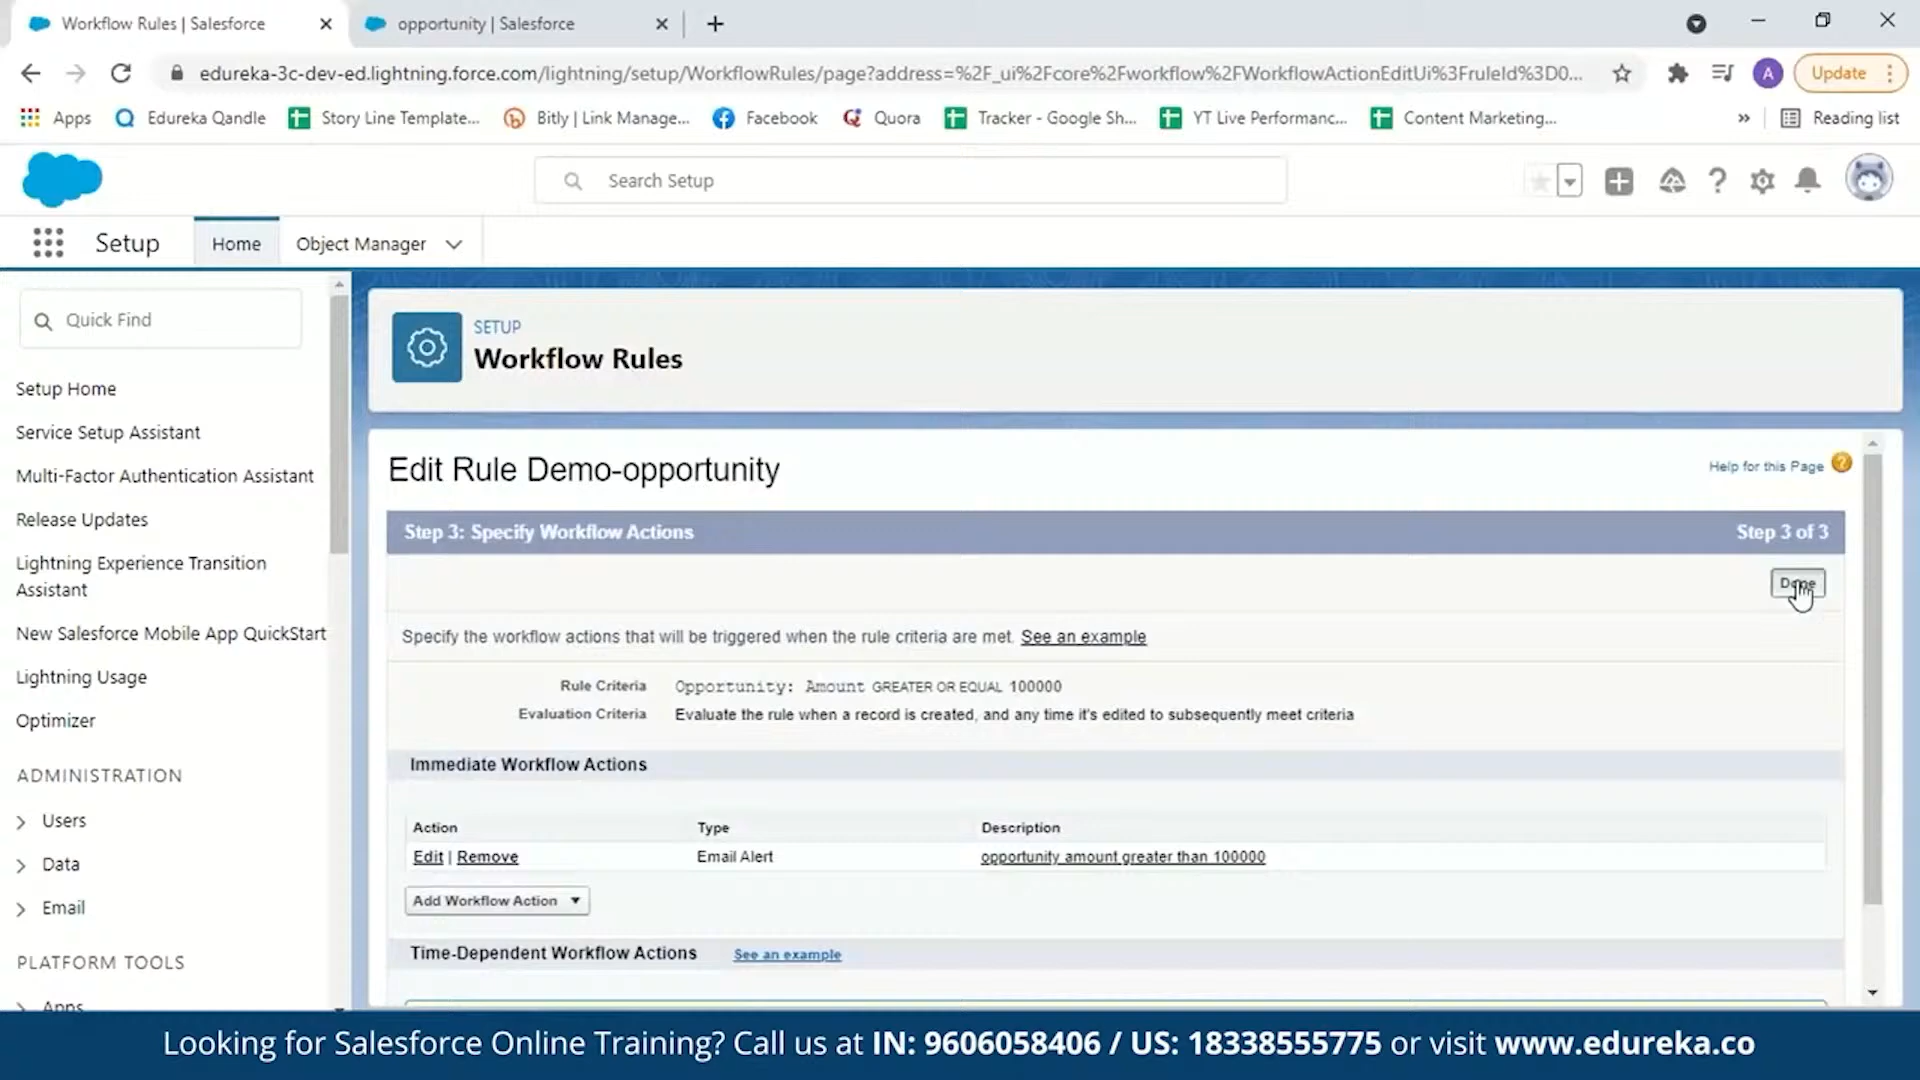 Workflow Rules | Salesforce
opportunity | Salesforce
edureka-3c-dev-ed.lightning.force.com/lightning/setup/WorkflowRules/page?address=%2F_ui%2Fcore%2Fworkflow%2FWorkflowActionEditUi%3FruleId%3D0...
A
Update
Apps
Edureka Qandle
Story Line Template...
Bitly | Link Manage...
Facebook
Quora
Tracker - Google Sh...
YT Live Performanc...
Content Marketing...
»
Reading list
Search Setup
Setup
Home
Object Manager
Quick Find
Setup Home
Service Setup Assistant
Multi-Factor Authentication Assistant
Release Updates
Lightning Experience Transition
Assistant
New Salesforce Mobile App QuickStart
Lightning Usage
Optimizer
ADMINISTRATION
Users
Data
Email
PLATFORM TOOLS
Apps
SETUP
Workflow Rules
Edit Rule Demo-opportunity
Help for this Page
Step 3: Specify Workflow Actions
Step 3 of 3
Done
Specify the workflow actions that will be triggered when the rule criteria are met. See an example
Rule Criteria Opportunity: Amount GREATER OR EQUAL 100000
Evaluation Criteria Evaluate the rule when a record is created, and any time it's edited to subsequently meet criteria
Immediate Workflow Actions
Action Type Description
Edit | Remove Email Alert opportunity amount greater than 100000
Add Workflow Action
Time-Dependent Workflow Actions See an example
Looking for Salesforce Online Training? Call us at IN: 9606058406 / US: 18338555775 or visit www.edureka.co